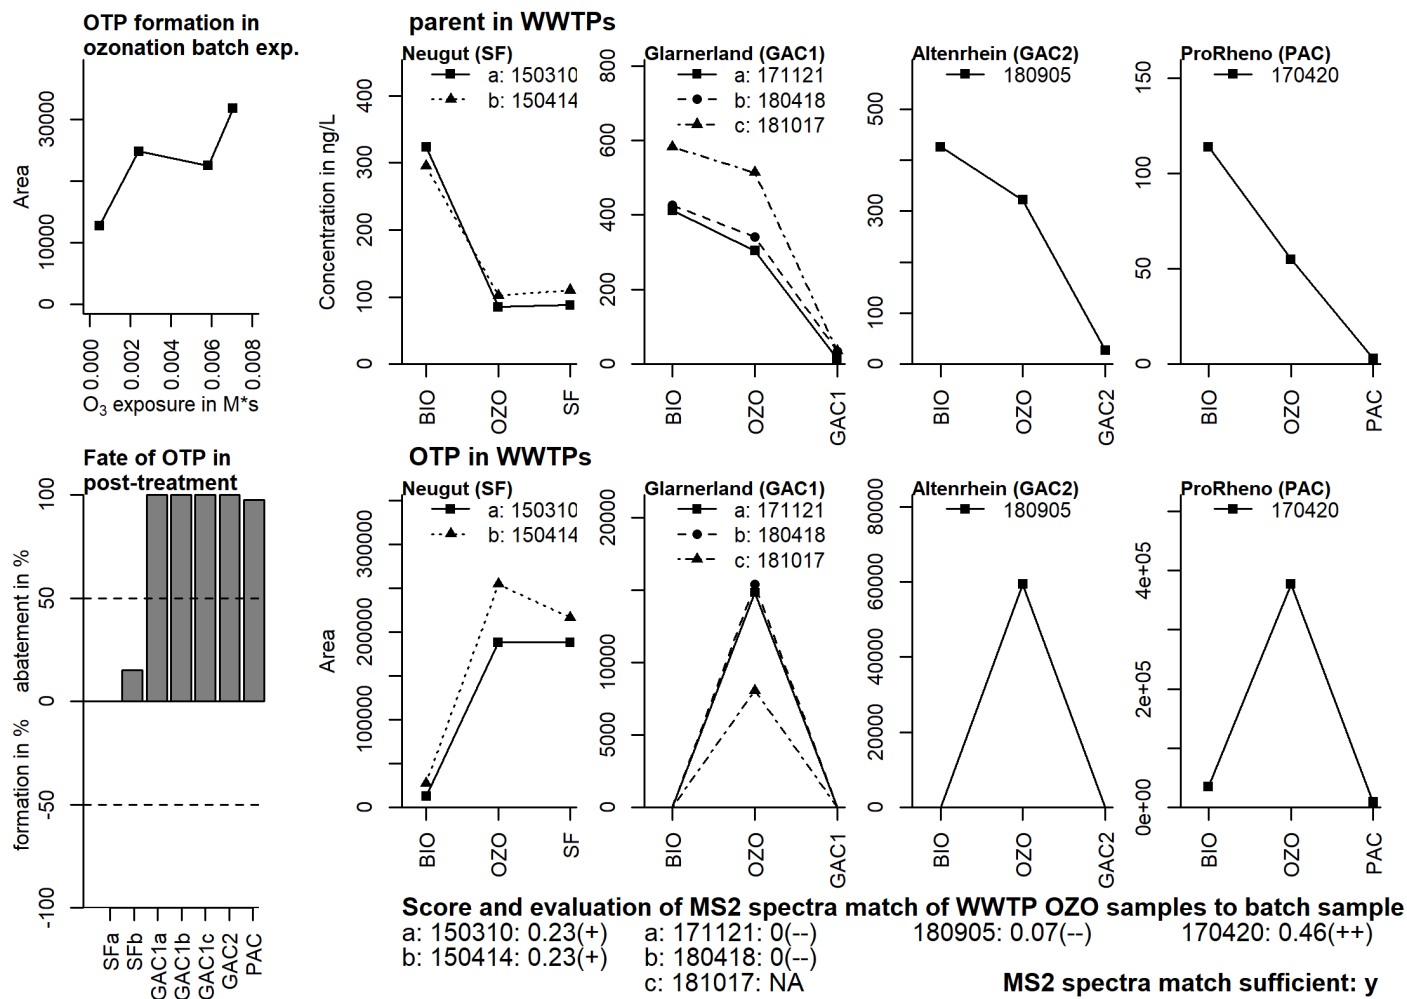 OTP formation in
ozonation batch exp.
Area
0
10000
30000
0.000
0.002
0.004
0.006
0.008
O3 exposure in M*s
parent in WWTPs
Neugut (SF)
a: 150310
b: 150414
Concentration in ng/L
0
100
200
300
400
BIO
OZO
SF
Glarnerland (GAC1)
a: 171121
b: 180418
c: 181017
0
200
400
600
800
BIO
OZO
GAC1
Altenrhein (GAC2)
180905
0
100
300
500
BIO
OZO
GAC2
ProRheno (PAC)
170420
0
50
100
150
BIO
OZO
PAC
Fate of OTP in
post-treatment
formation in %
abatement in %
-100
-50
0
50
100
SFa
SFb
GAC1a
GAC1b
GAC1c
GAC2
PAC
OTP in WWTPs
Neugut (SF)
a: 150310
b: 150414
Area
0
100000
200000
300000
BIO
OZO
SF
Glarnerland (GAC1)
a: 171121
b: 180418
c: 181017
0
5000
10000
20000
BIO
OZO
GAC1
Altenrhein (GAC2)
180905
0
20000
40000
60000
80000
BIO
OZO
GAC2
ProRheno (PAC)
170420
0e+00
2e+05
4e+05
BIO
OZO
PAC
Score and evaluation of MS2 spectra match of WWTP OZO samples to batch sample
a: 150310: 0.23(+)
b: 150414: 0.23(+)
a: 171121: 0(--)
b: 180418: 0(--)
c: 181017: NA
180905: 0.07(--)
170420: 0.46(++)
MS2 spectra match sufficient: y